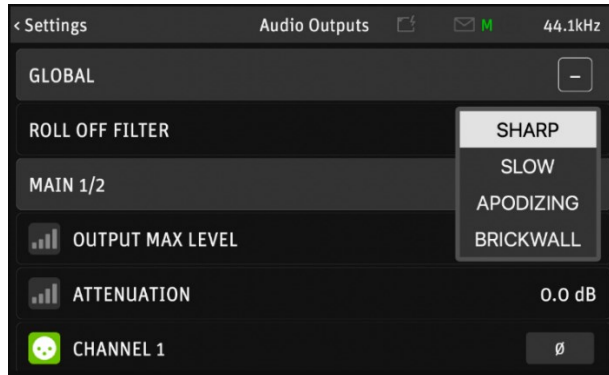 < Settings Audio Outputs M 44.1kHz
GLOBAL −
ROLL OFF FILTER SHARP
SLOW
MAIN 1/2
APODIZING
OUTPUT MAX LEVEL BRICKWALL
ATTENUATION 0.0 dB
CHANNEL 1 Ø